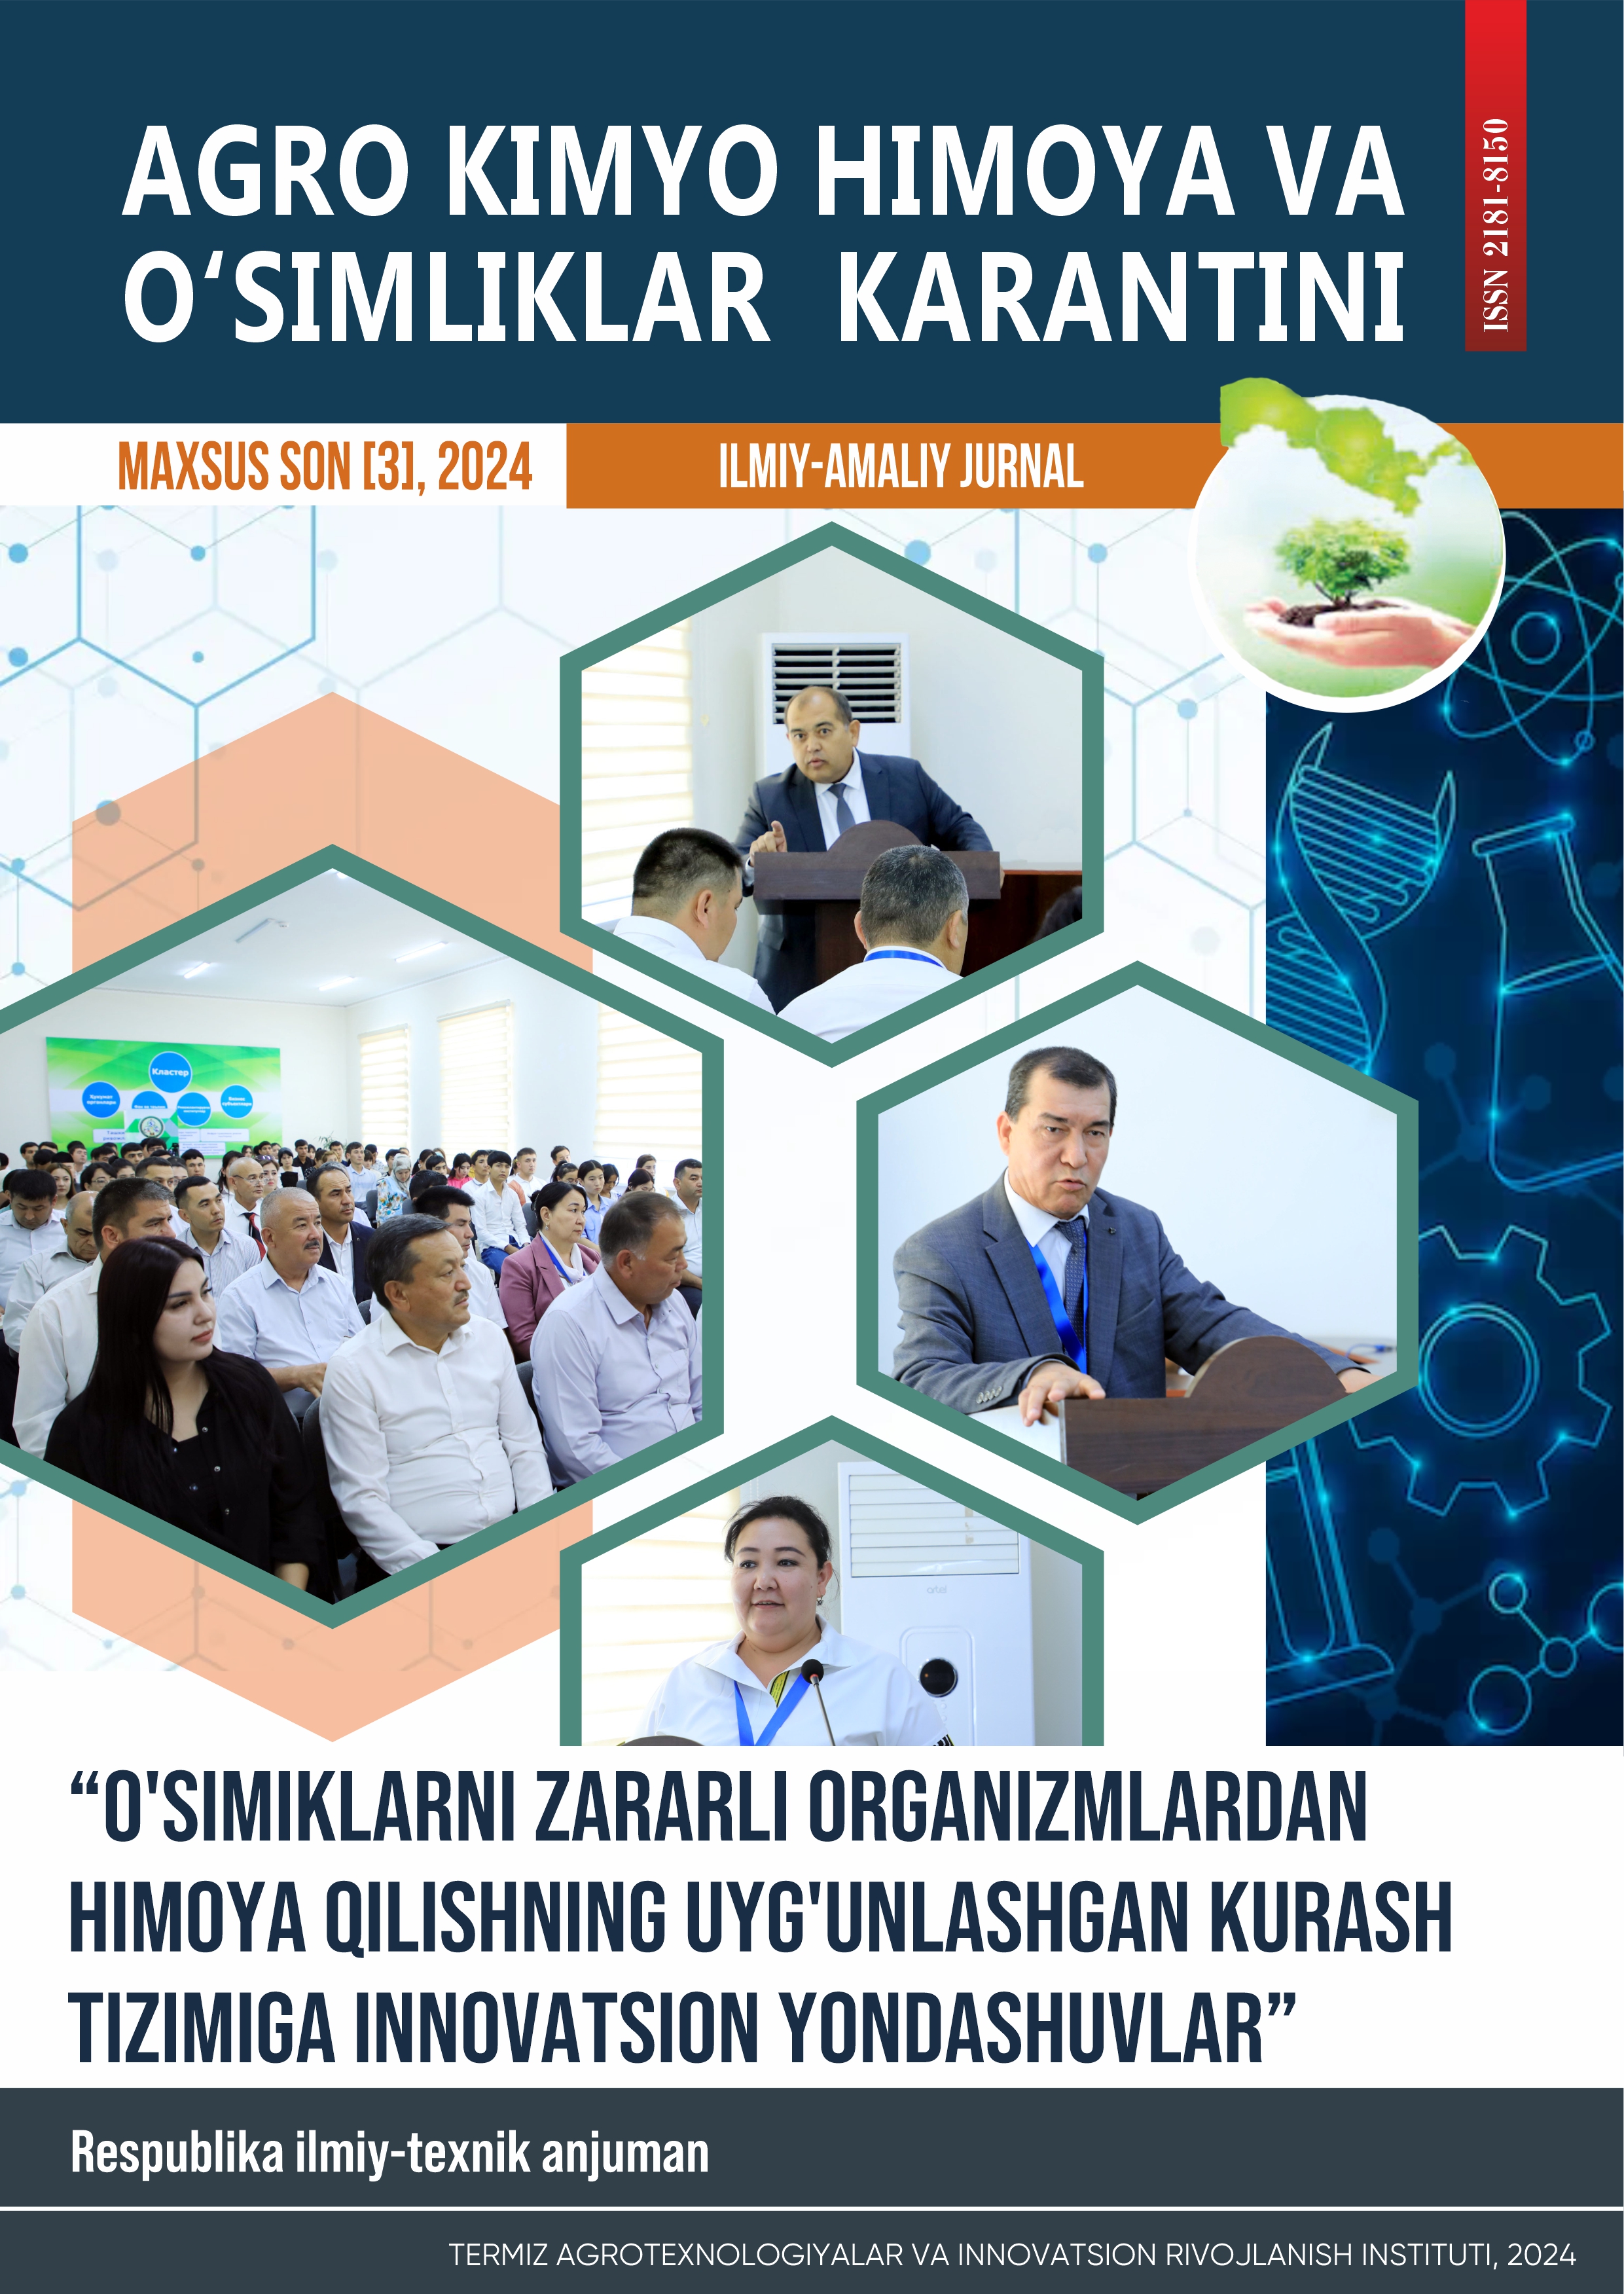 AGRO KIMYO HIMOYA VA
O‘SIMLIKLAR KARANTINI
ISSN 2181-8150
MAXSUS SON [3], 2024
ILMIY-AMALIY JURNAL
Кластер
artel
“O'SIMIKLARNI ZARARLI ORGANIZMLARDAN
HIMOYA QILISHNING UYG'UNLASHGAN KURASH
TIZIMIGA INNOVATSION YONDASHUVLAR”
Respublika ilmiy-texnik anjuman
TERMIZ AGROTEXNOLOGIYALAR VA INNOVATSION RIVOJLANISH INSTITUTI, 2024